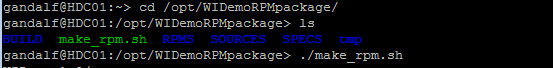 gandalf@HDC01:~> cd /opt/WIDemoRPMpackage/
gandalf@HDC01:/opt/WIDemoRPMpackage> ls
BUILD make_rpm.sh RPMS SOURCES SPECS tmp
gandalf@HDC01:/opt/WIDemoRPMpackage> ./make_rpm.sh